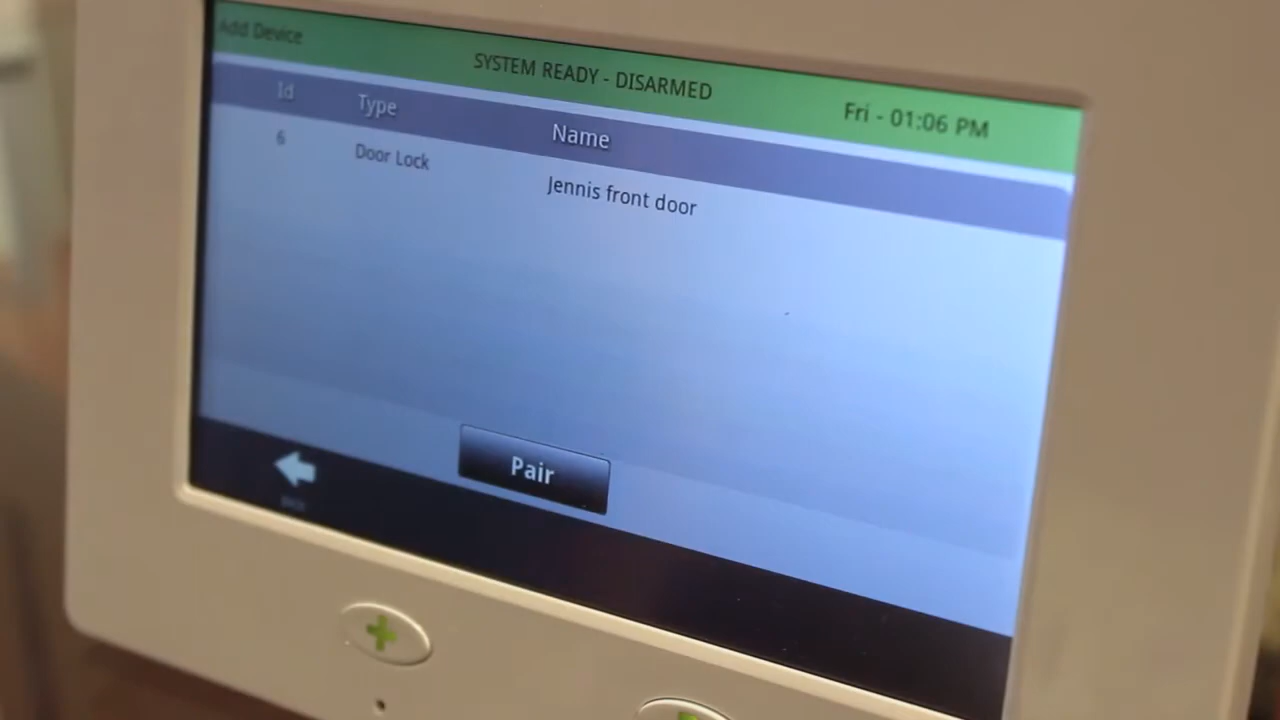 Add Device
SYSTEM READY - DISARMED
Fri - 01:06 PM
Id Type Name
6 Door Lock Jennis front door
Pair